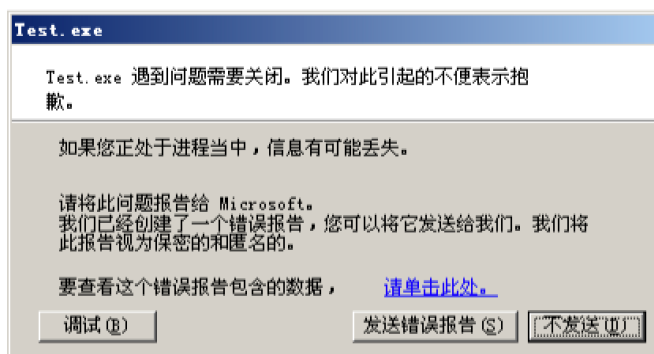 Test.exe
Test.exe 遇到问题需要关闭。我们对此引起的不便表示抱
歉。
如果您正处于进程当中，信息有可能丢失。
请将此问题报告给 Microsoft。
我们已经创建了一个错误报告，您可以将它发送给我们。我们将
此报告视为保密的和匿名的。
要查看这个错误报告包含的数据， 请单击此处。
调试(B) 发送错误报告(S) 不发送(D)